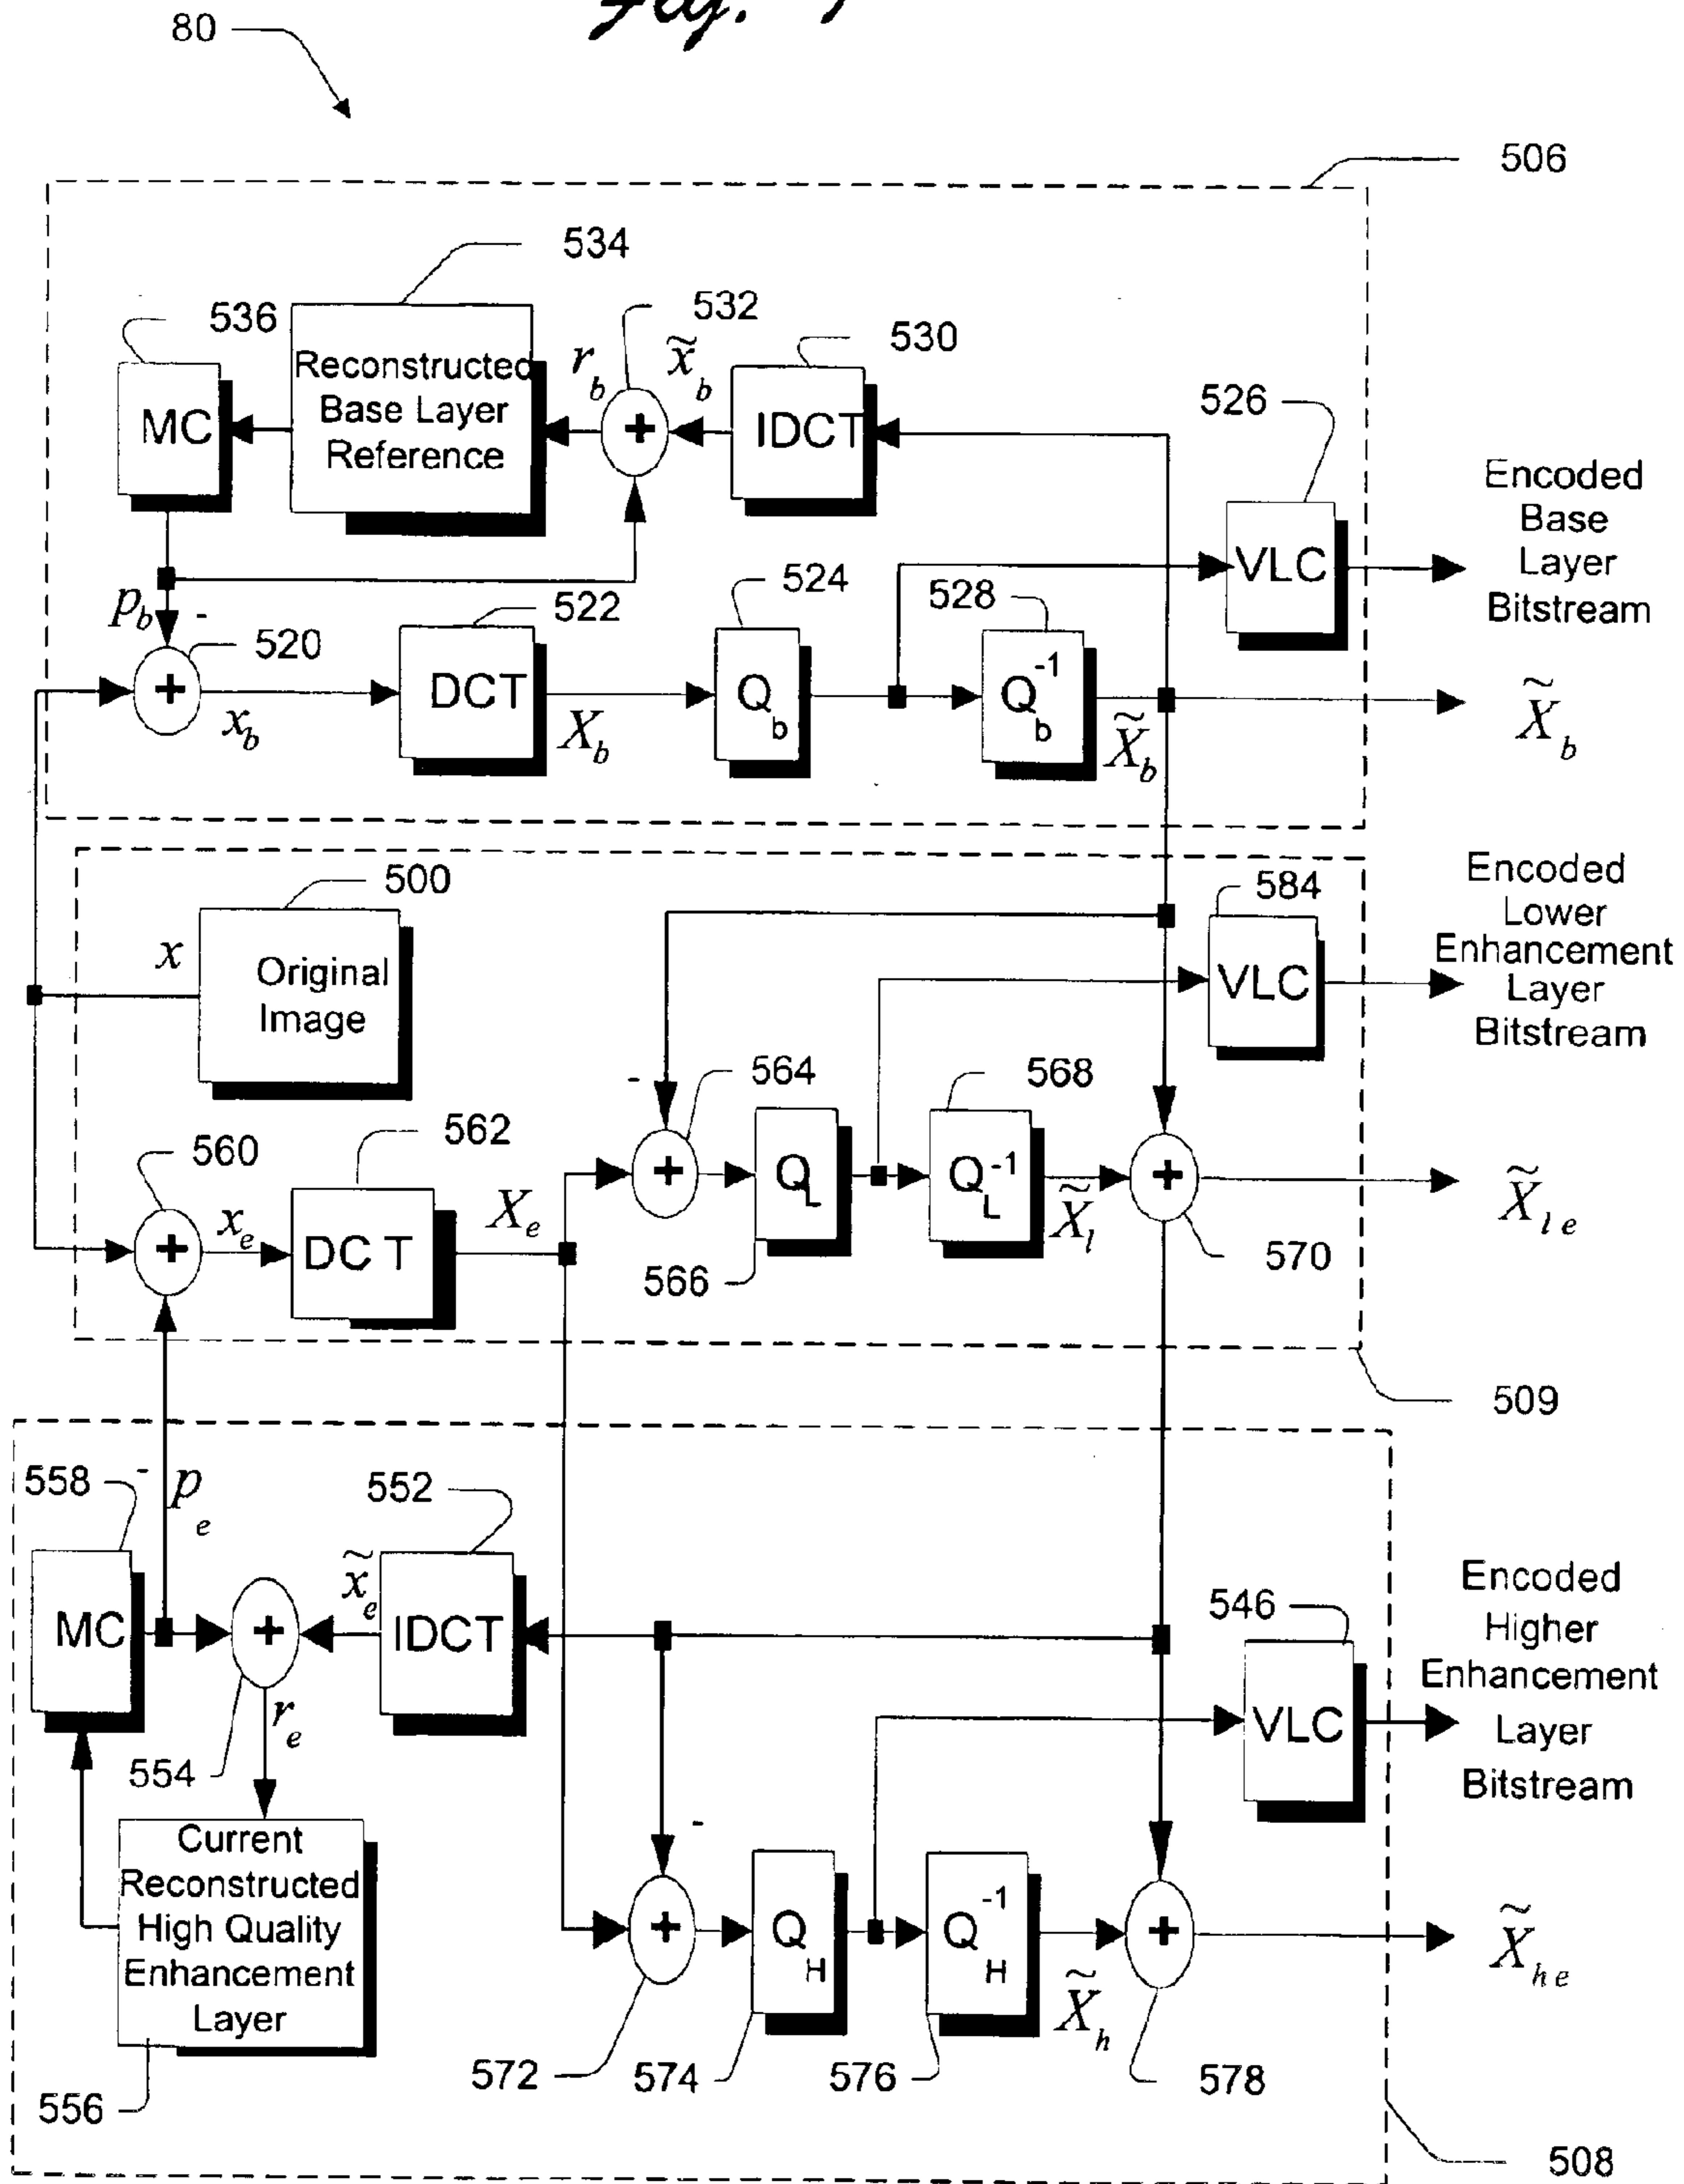 Fig.
80
506
534
532
536
530
526
r_b
x̃_b
MC
Reconstructed
Base Layer
Reference
+
IDCT
VLC
Encoded
Base
Layer
Bitstream
p_b
-
520
522
524
528
+
x_b
DCT
X_b
Q_b
Q_b^-1
X̃_b
X̃_b
500
584
x
Original
Image
VLC
Encoded
Lower
Enhancement
Layer
Bitstream
-
564
568
560
562
+
x_e
DCT
X_e
+
Q_L
Q_L^-1
X̃_l
+
X̃_le
566
570
509
558
-
p_e
552
546
MC
+
x̃_e
IDCT
VLC
Encoded
Higher
Enhancement
Layer
Bitstream
554
r_e
Current
Reconstructed
High Quality
Enhancement
Layer
-
+
Q_H
Q_H^-1
X̃_h
+
X̃_he
556
572
574
576
578
508